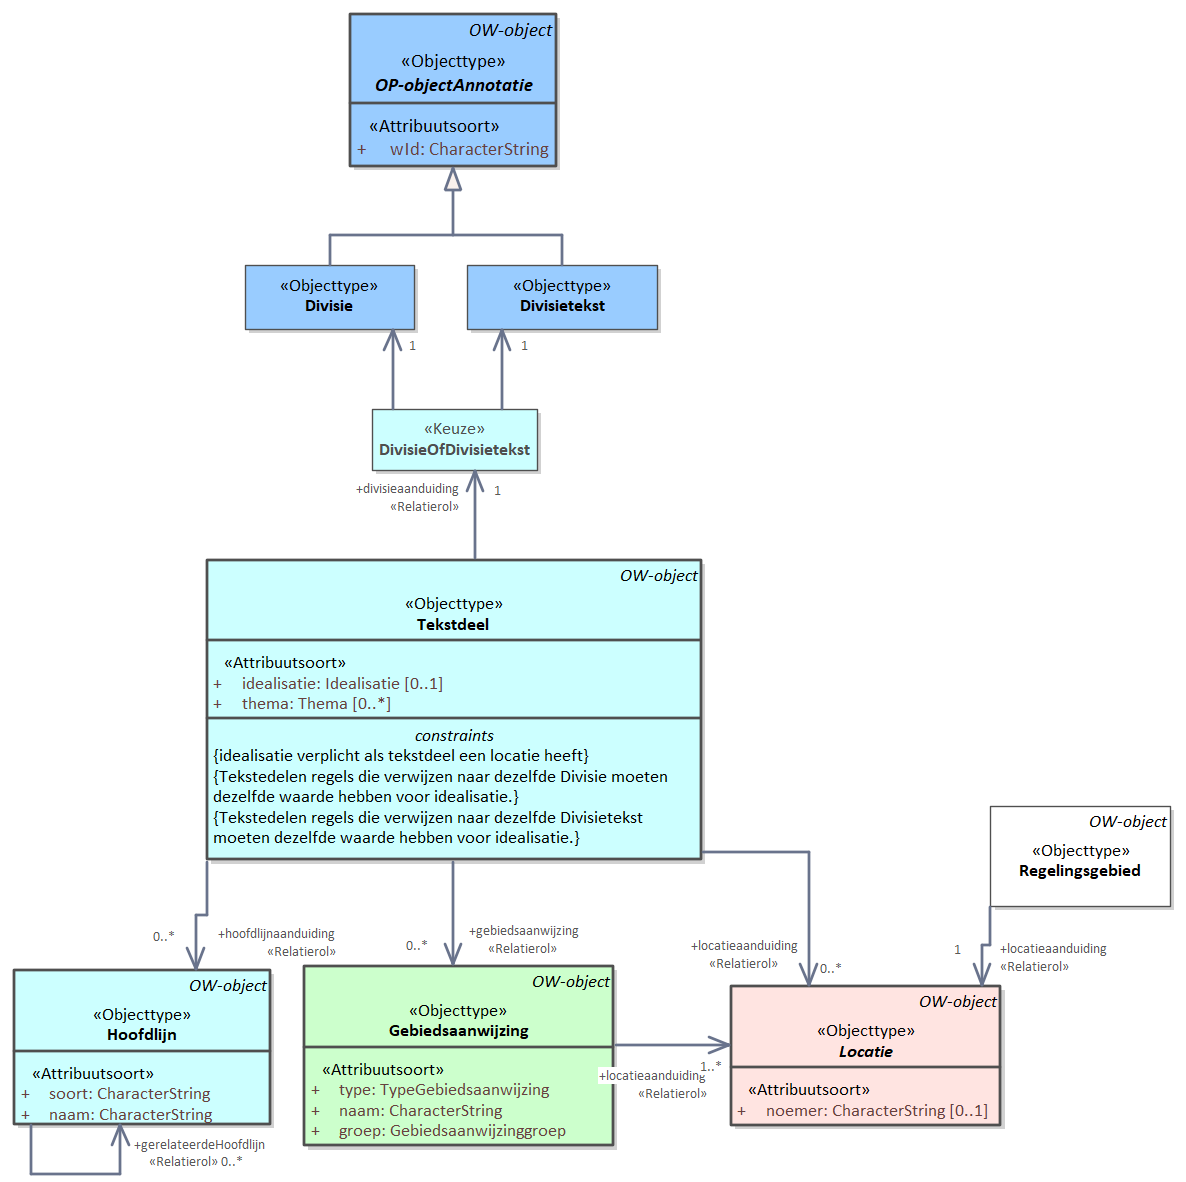 OW-object
«Objecttype»
OP-objectAnnotatie
«Attribuutsoort»
+ wId: CharacterString
«Objecttype»
Divisie
«Objecttype»
Divisietekst
1
1
«Keuze»
DivisieOfDivisietekst
+divisieaanduiding
«Relatierol»
1
OW-object
«Objecttype»
Tekstdeel
«Attribuutsoort»
+ idealisatie: Idealisatie [0..1]
+ thema: Thema [0..*]
constraints
{idealisatie verplicht als tekstdeel een locatie heeft}
{Tekstedelen regels die verwijzen naar dezelfde Divisie moeten
dezelfde waarde hebben voor idealisatie.}
{Tekstedelen regels die verwijzen naar dezelfde Divisietekst
moeten dezelfde waarde hebben voor idealisatie.}
OW-object
«Objecttype»
Regelingsgebied
0..*
+hoofdlijnaanduiding
«Relatierol»
0..*
+gebiedsaanwijzing
«Relatierol»
+locatieaanduiding
«Relatierol»
0..*
1
+locatieaanduiding
«Relatierol»
OW-object
«Objecttype»
Hoofdlijn
«Attribuutsoort»
+ soort: CharacterString
+ naam: CharacterString
+gerelateerdeHoofdlijn
«Relatierol» 0..*
OW-object
«Objecttype»
Gebiedsaanwijzing
«Attribuutsoort»
+ type: TypeGebiedsaanwijzing
+ naam: CharacterString
+ groep: Gebiedsaanwijzinggroep
1..*
+locatieaanduiding
«Relatierol»
OW-object
«Objecttype»
Locatie
«Attribuutsoort»
+ noemer: CharacterString [0..1]